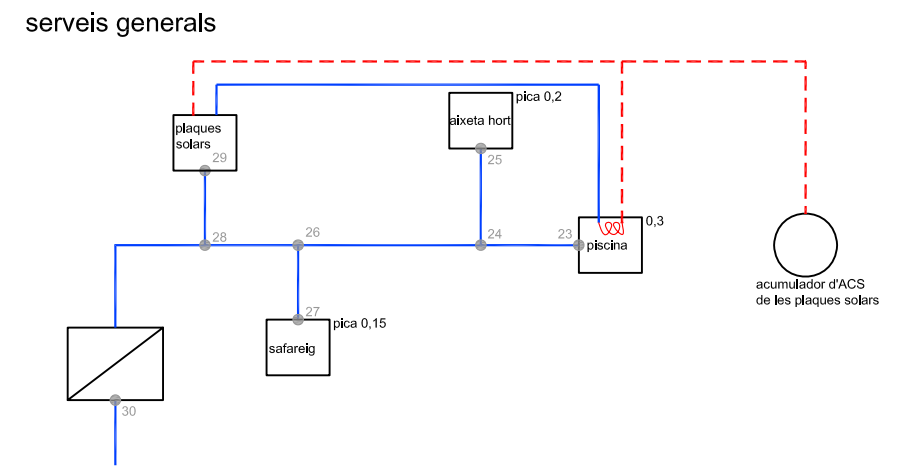 serveis generals
pica 0,2
plaques
solars
29
aixeta hort
25
28
26
24
23
0,3
piscina
acumulador d'ACS
de les plaques solars
27
pica 0,15
safareig
30